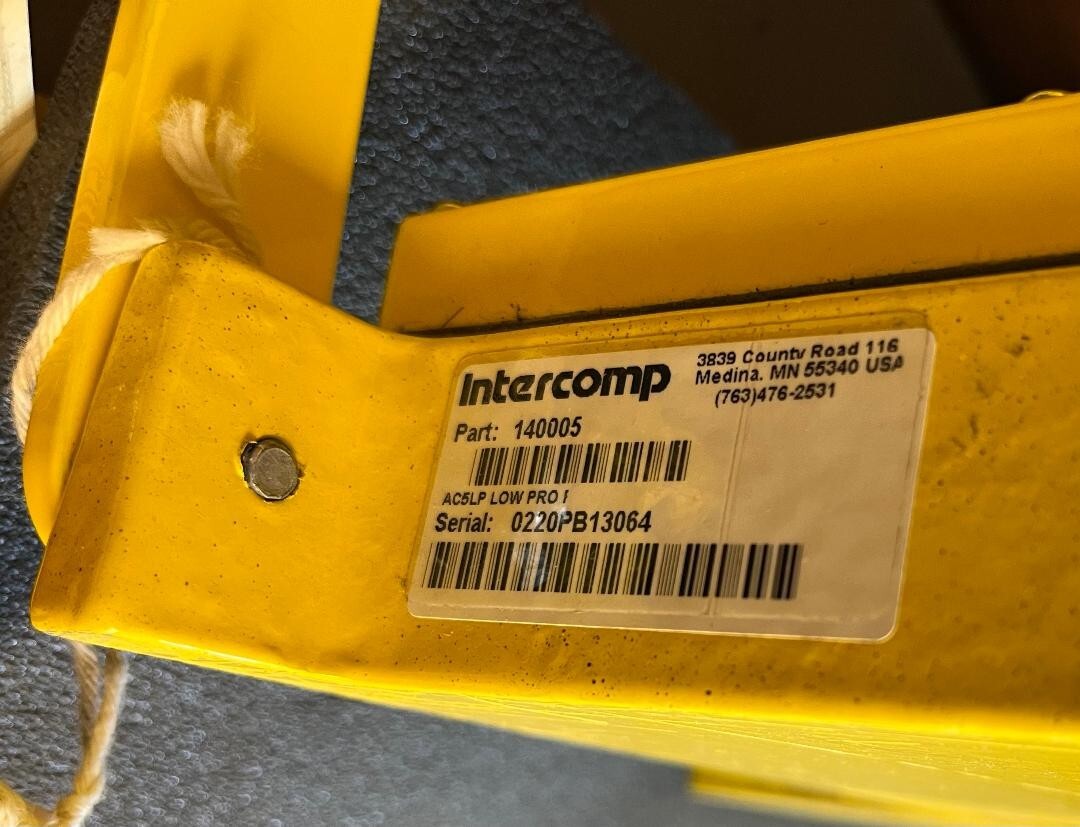 Intercomp
3839 County Road 116
Medina, MN 55340 USA
(763)476-2531
Part: 140005
AC5LP LOW PRO
Serial: 0220PB13064